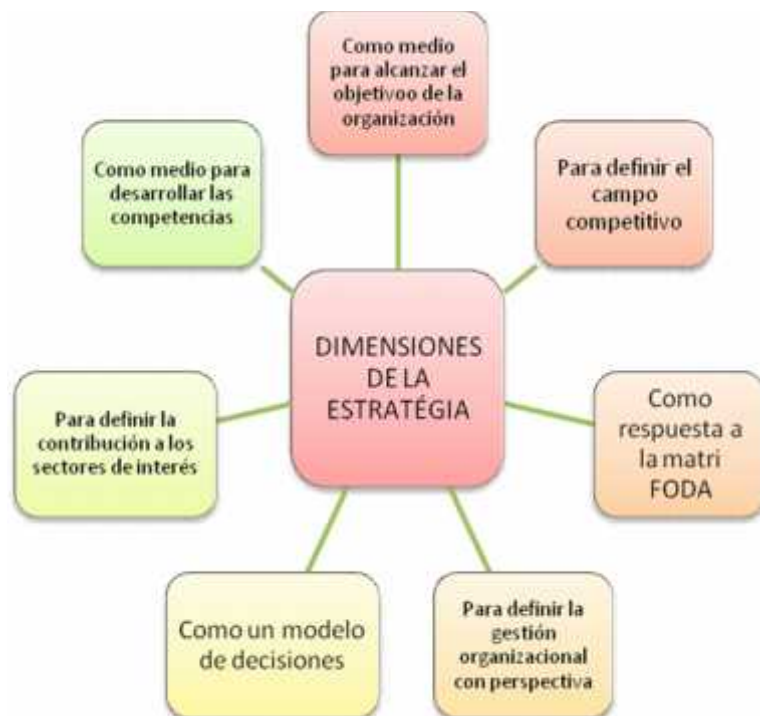 Como medio
para alcanzar el
objetivoo de la
organización
Para definir el
campo
competitivo
Como
respuesta a
la matri
FODA
Para definir la
gestión
organizacional
con perspectiva
Como un modelo
de decisiones
Para definir la
contribución a los
sectores de interés
Como medio para
desarrollar las
competencias
DIMENSIONES
DE LA
ESTRATÉGIA